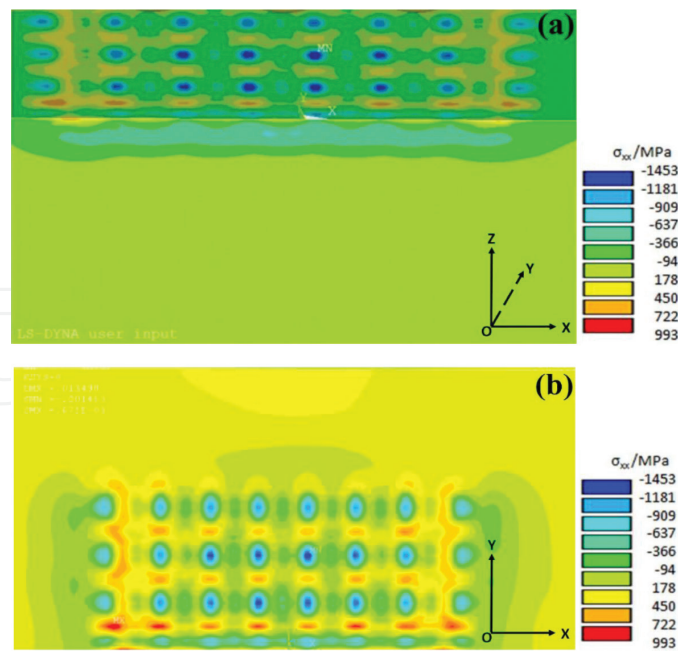 (a)
MN
X
Z
Y
O
X
LS-DYNA user input
σxx/MPa
-1453
-1181
-909
-637
-366
-94
178
450
722
993
(b)
Y
O
X
σxx/MPa
-1453
-1181
-909
-637
-366
-94
178
450
722
993